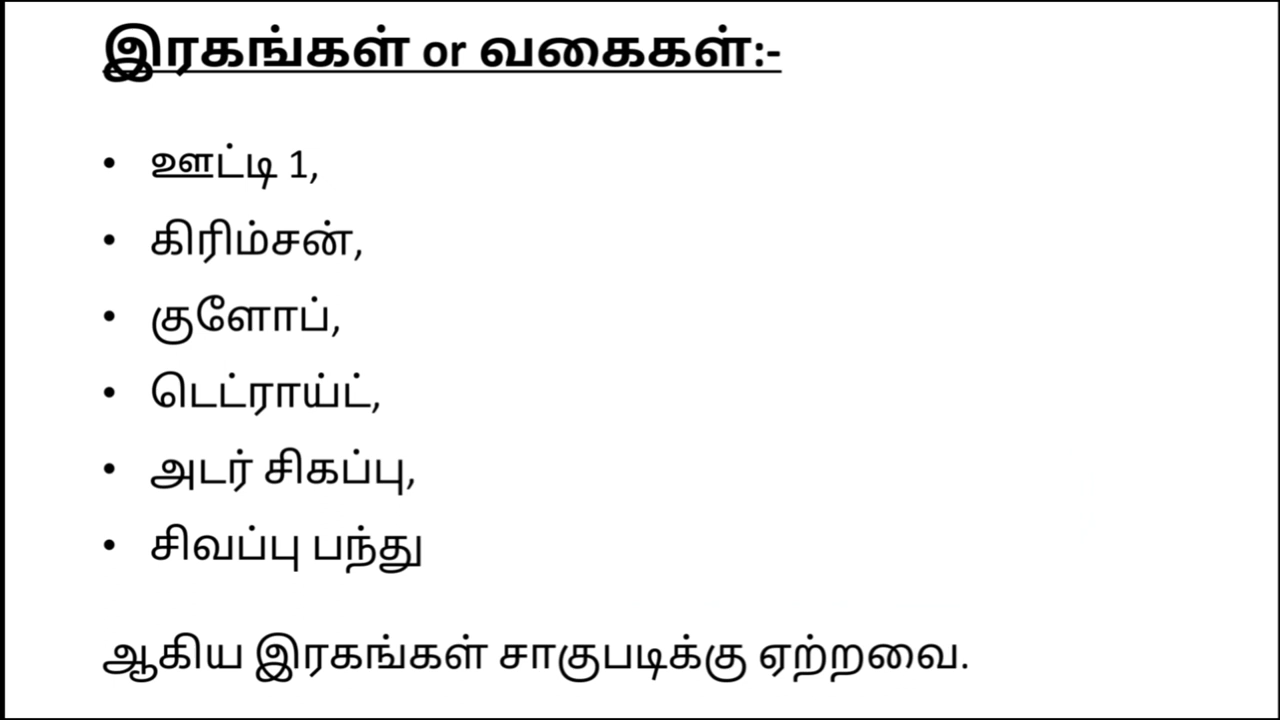 இரகங்கள் or வகைகள்:-
• ஊட்டி 1,
• கிரிம்சன்,
• குளோப்,
• டெட்ராய்ட்,
• அடர் சிகப்பு,
• சிவப்பு பந்து
ஆகிய இரகங்கள் சாகுபடிக்கு ஏற்றவை.